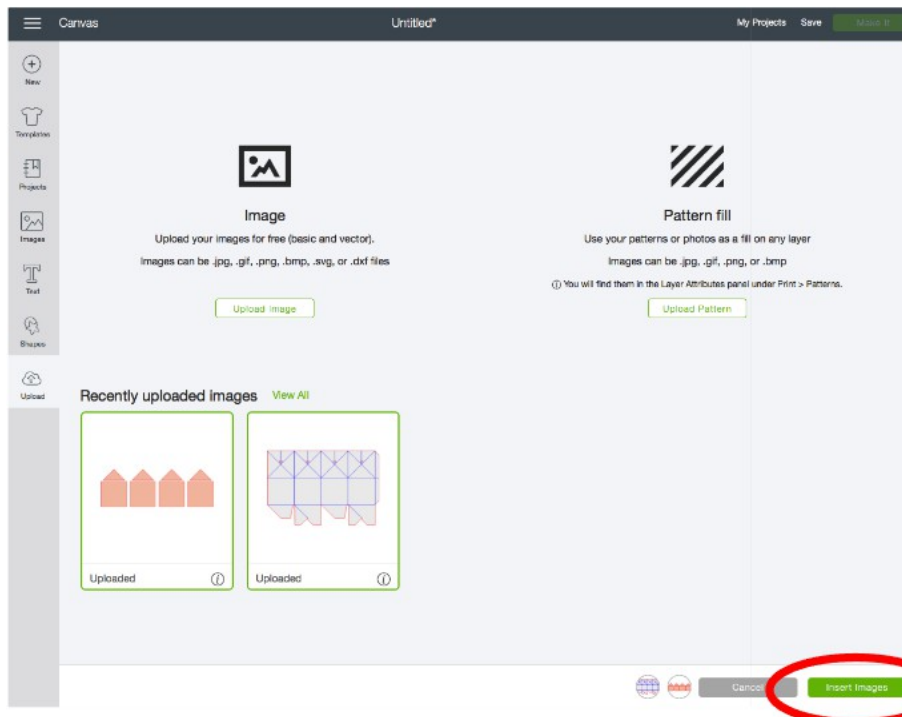 Canvas
Untitled*
My Projects
Save
Make It
New
Templates
Projects
Images
Text
Shapes
Upload
Image
Upload your images for free (basic and vector).
Images can be .jpg, .gif, .png, .bmp, .svg, or .dxf files
Upload Image
Pattern fill
Use your patterns or photos as a fill on any layer
Images can be .jpg, .gif, .png, or .bmp
You will find them in the Layer Attributes panel under Print > Patterns.
Upload Pattern
Recently uploaded images View All
Uploaded
Uploaded
Cancel
Insert Images